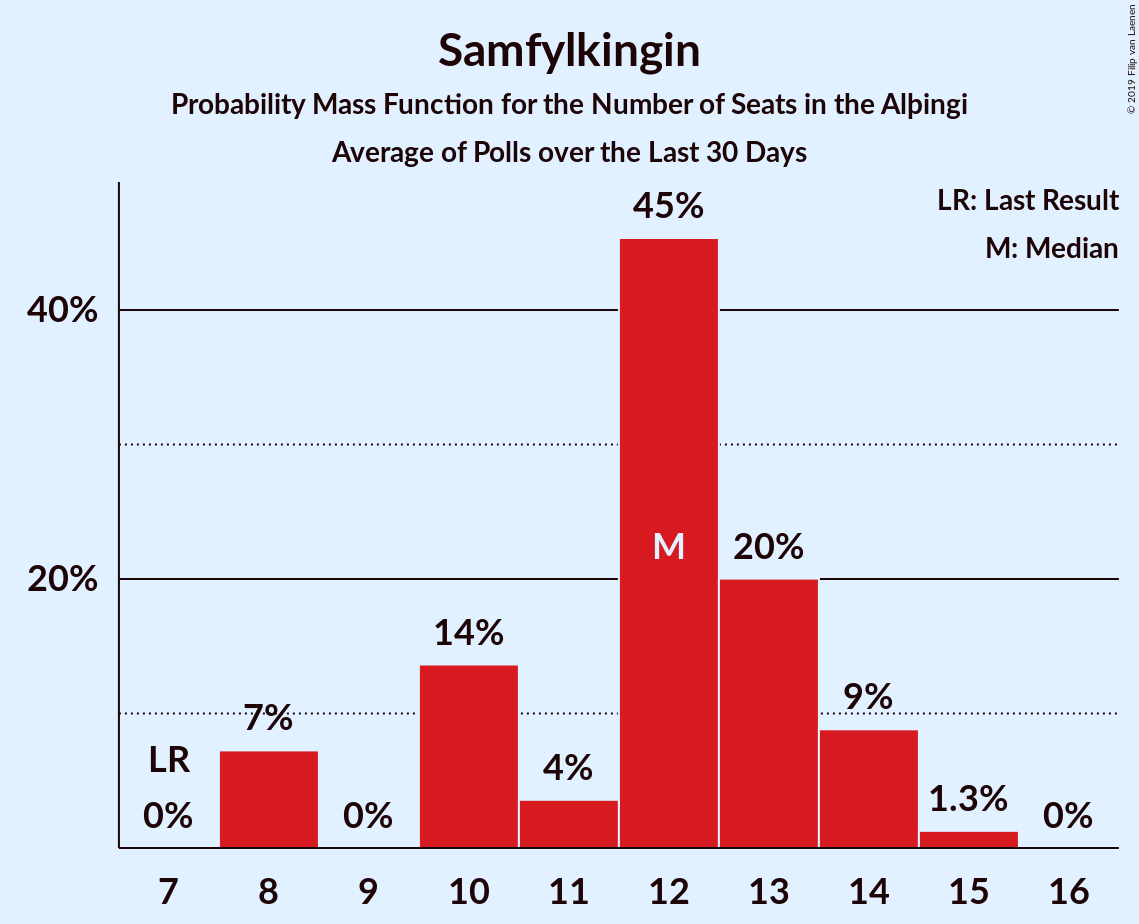 Samfylkingin
Probability Mass Function for the Number of Seats in the Alþingi
Average of Polls over the Last 30 Days
© 2019 Filip van Laenen
LR: Last Result
M: Median
45%
40%
M
20%
20%
14%
9%
7%
LR
4%
1.3%
0%
0%
0%
7 8 9 10 11 12 13 14 15 16